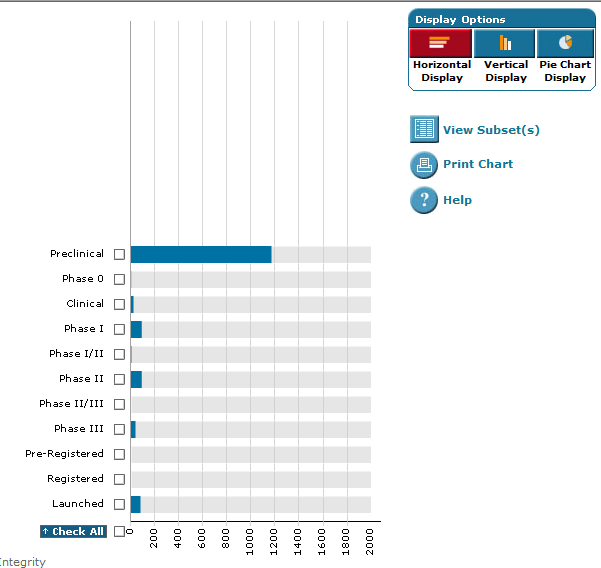 Display Options
Horizontal Display
Vertical Display
Pie Chart Display
View Subset(s)
Print Chart
? Help
Preclinical
Phase 0
Clinical
Phase I
Phase I/II
Phase II
Phase II/III
Phase III
Pre-Registered
Registered
Launched
↑ Check All
0 200 400 600 800 1000 1200 1400 1600 1800 2000
Integrity